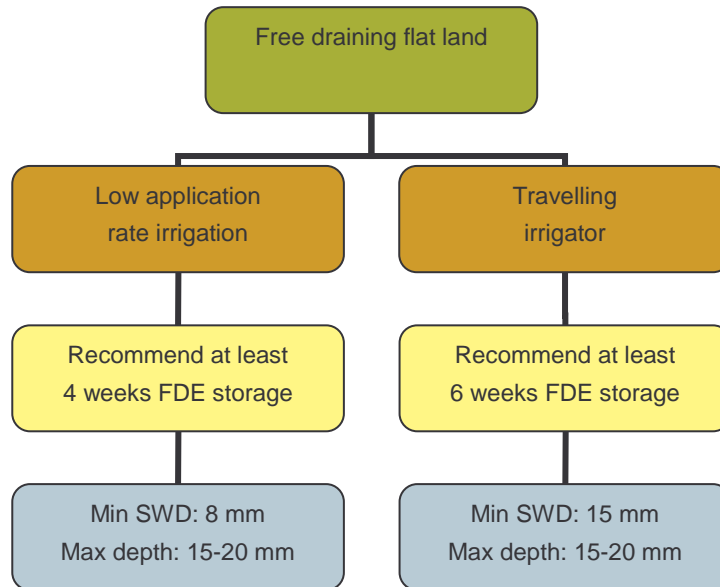 Free draining flat land
Low application
rate irrigation
Travelling
irrigator
Recommend at least
4 weeks FDE storage
Recommend at least
6 weeks FDE storage
Min SWD: 8 mm
Max depth: 15-20 mm
Min SWD: 15 mm
Max depth: 15-20 mm